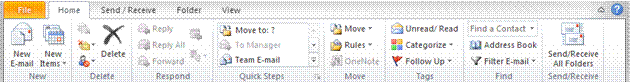 File Home Send / Receive Folder View
New E-mail
New Items
Delete
Reply
Reply All
Forward
Move to: ?
To Manager
Team E-mail
Move
Rules
OneNote
Unread/ Read
Categorize
Follow Up
Find a Contact
Address Book
Filter E-mail
Send/Receive All Folders
New Delete Respond Quick Steps Move Tags Find Send/Receive